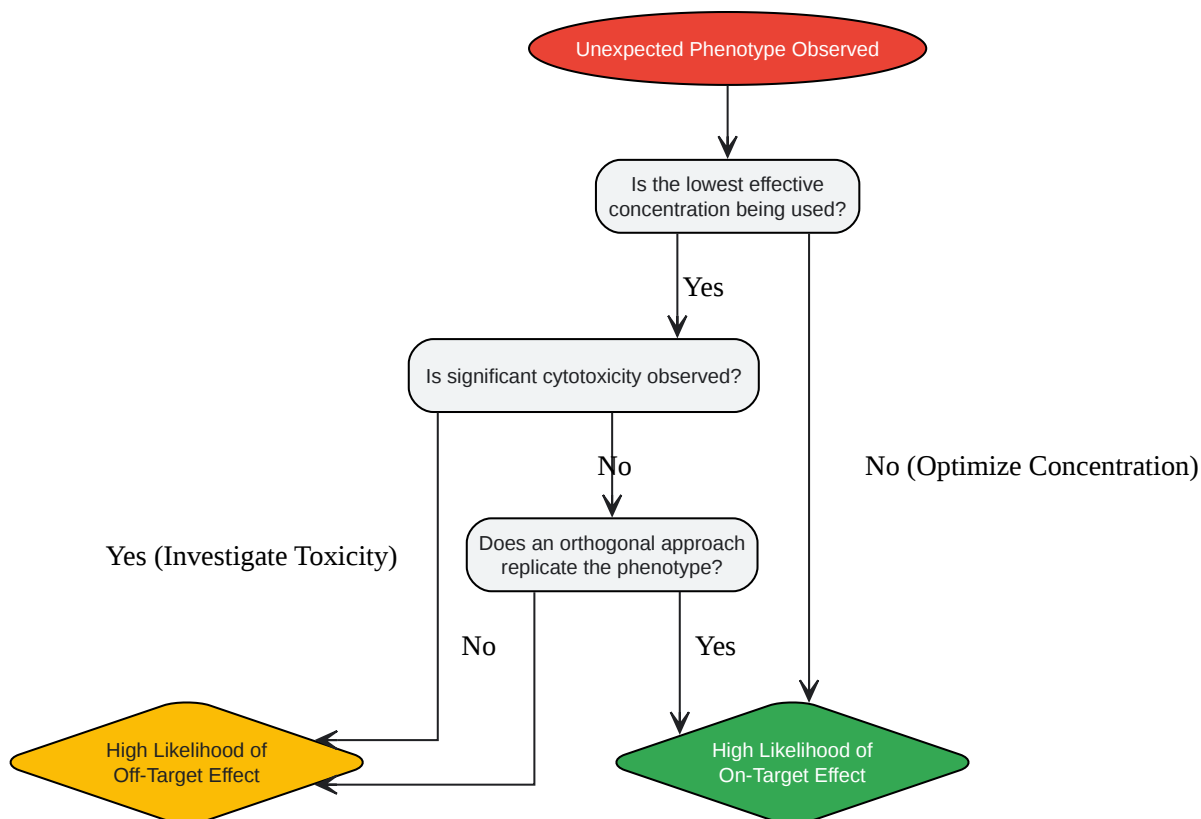 Unexpected Phenotype Observed
Is the lowest effective
concentration being used?
Yes
Is significant cytotoxicity observed?
No
No (Optimize Concentration)
Does an orthogonal approach
replicate the phenotype?
Yes (Investigate Toxicity)
No
Yes
High Likelihood of
Off-Target Effect
High Likelihood of
On-Target Effect